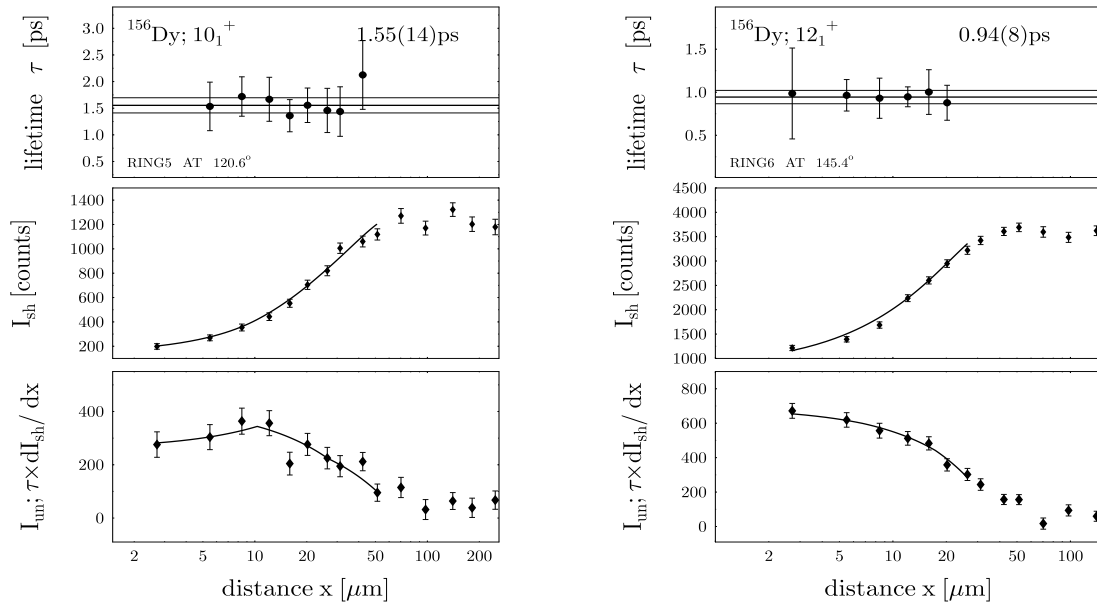 lifetime τ [ps]
3.0
2.5
2.0
1.5
1.0
0.5
¹⁵⁶Dy; 10₁⁺ 1.55(14)ps
RING5 AT 120.6°
I_sh [counts]
1400
1200
1000
800
600
400
200
I_un; τ×dI_sh/ dx
400
200
0
2 5 10 20 50 100 200
distance x [μm]
lifetime τ [ps]
1.5
1.0
0.5
¹⁵⁶Dy; 12₁⁺ 0.94(8)ps
RING6 AT 145.4°
I_sh [counts]
4500
4000
3500
3000
2500
2000
1500
1000
I_un; τ×dI_sh/ dx
800
600
400
200
0
2 5 10 20 50 100
distance x [μm]